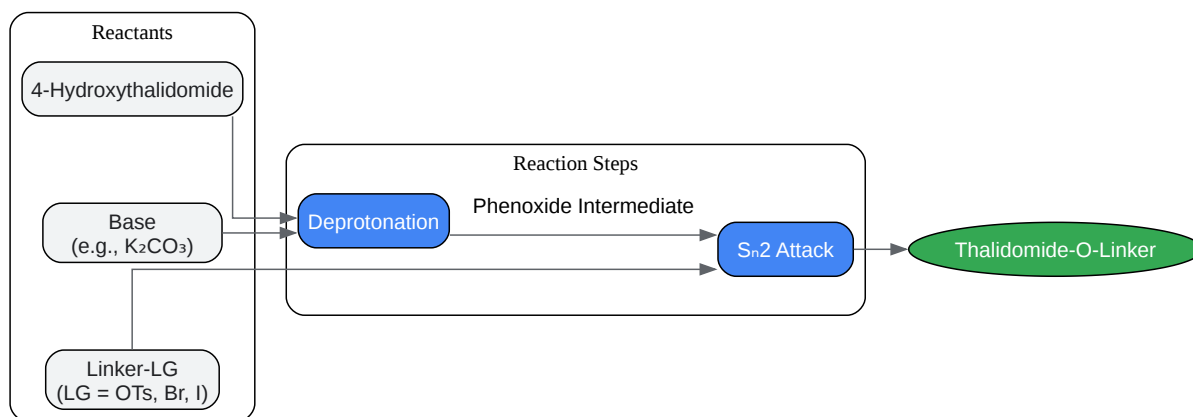 Reactants
4-Hydroxythalidomide
Base
(e.g., K₂CO₃)
Linker-LG
(LG = OTs, Br, I)
Reaction Steps
Deprotonation
Phenoxide Intermediate
Sₙ2 Attack
Thalidomide-O-Linker